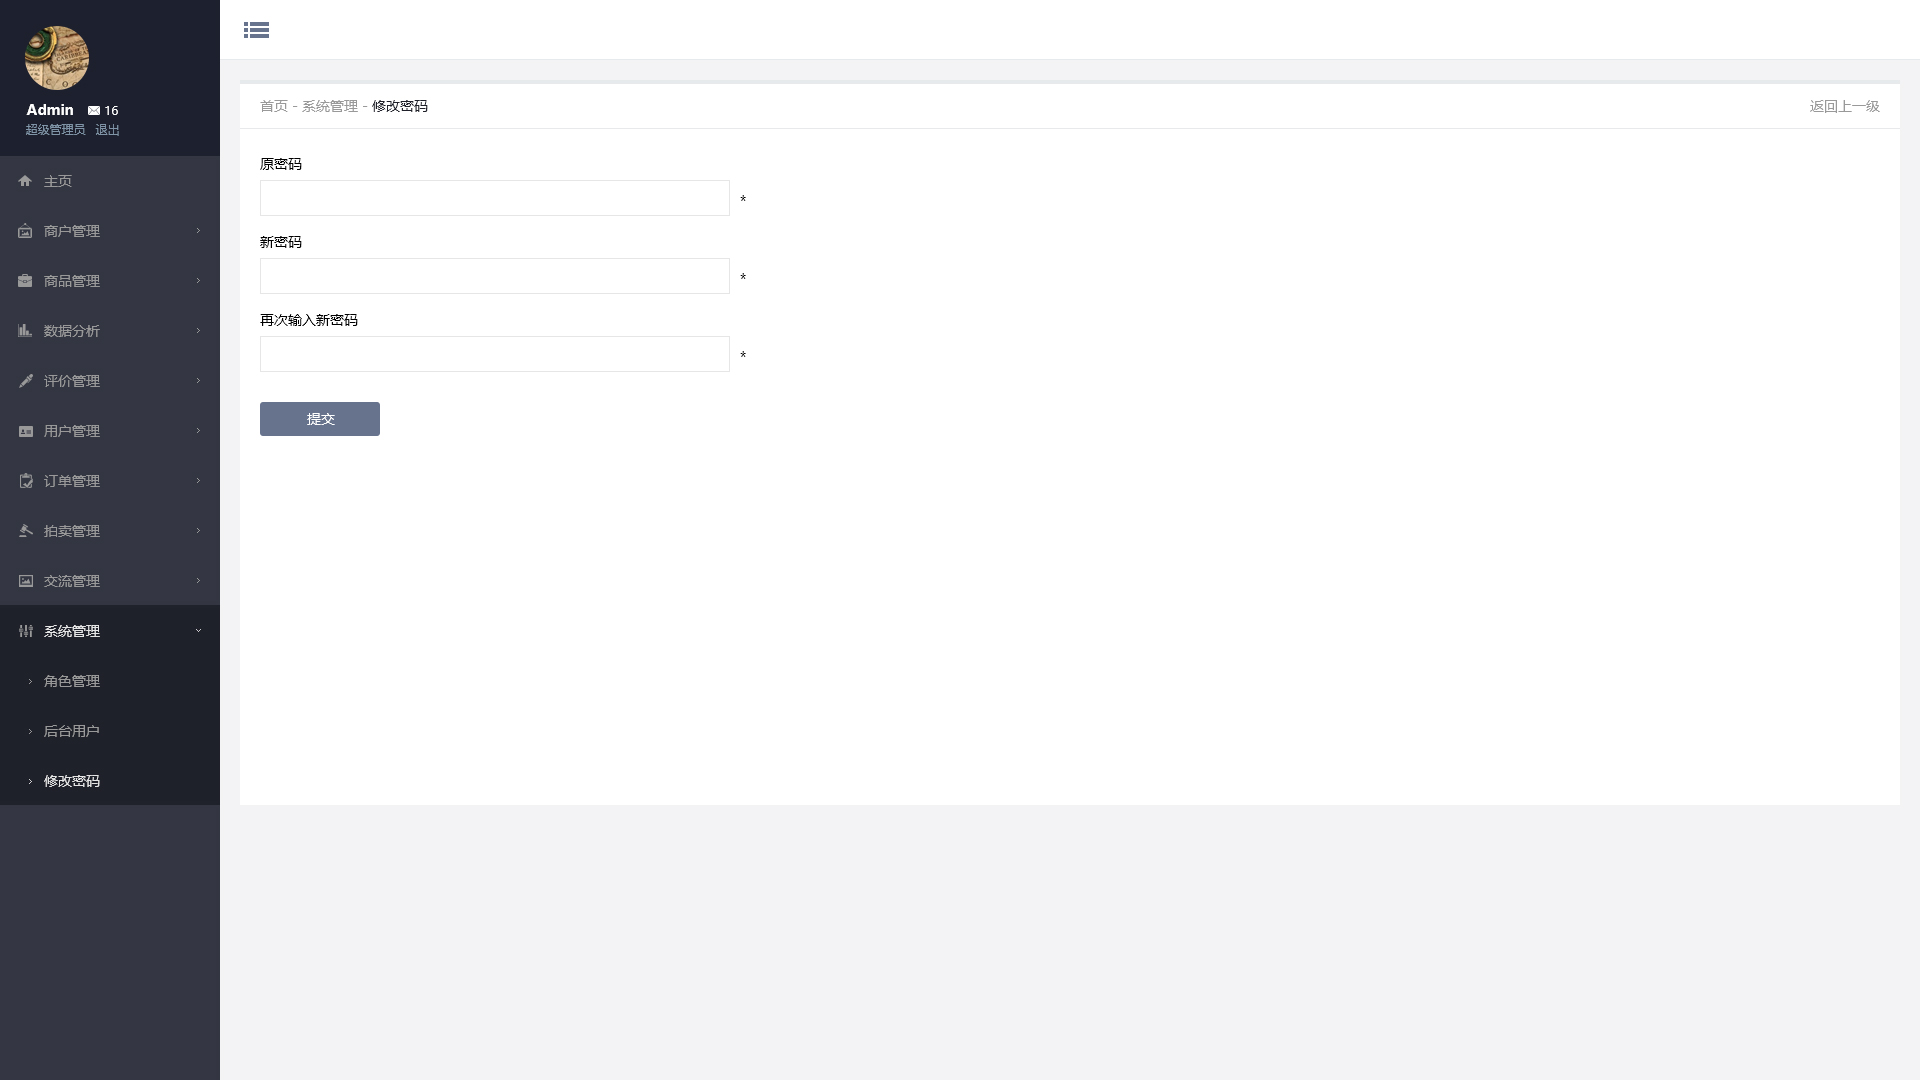 Admin 16
超级管理员 退出
主页
商户管理
商品管理
数据分析
评价管理
用户管理
订单管理
拍卖管理
交流管理
系统管理
角色管理
后台用户
修改密码
首页 - 系统管理 - 修改密码
返回上一级
原密码
*
新密码
*
再次输入新密码
*
提交